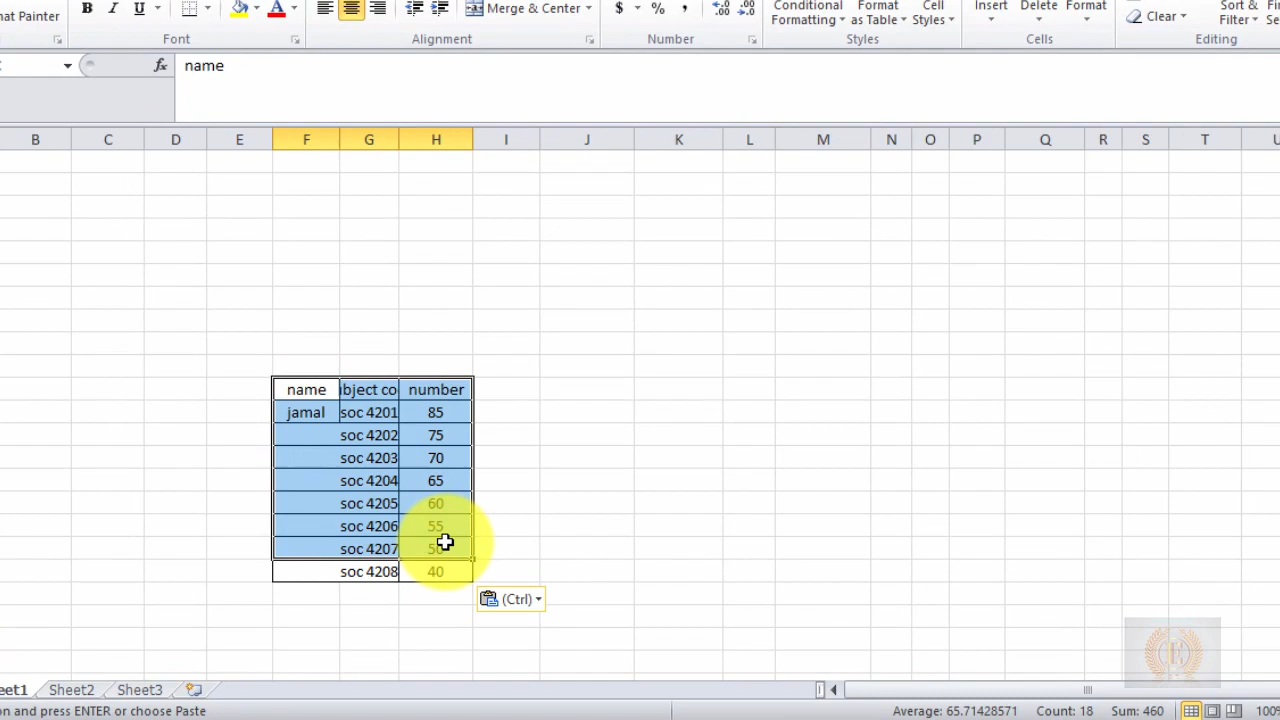 t Painter
B I U
Merge & Center
$ % ,
Conditional Formatting
Format as Table
Cell Styles
Insert
Delete
Format
Clear
Sort & Filter
Font
Alignment
Number
Styles
Cells
Editing
fx name
B C D E F G H I J K L M N O P Q R S T
name bject co number
jamal soc 4201 85
soc 4202 75
soc 4203 70
soc 4204 65
soc 4205 60
soc 4206 55
soc 4207
soc 4208 40
(Ctrl)
eet1 Sheet2 Sheet3
on and press ENTER or choose Paste
Average: 65.71428571 Count: 18 Sum: 460